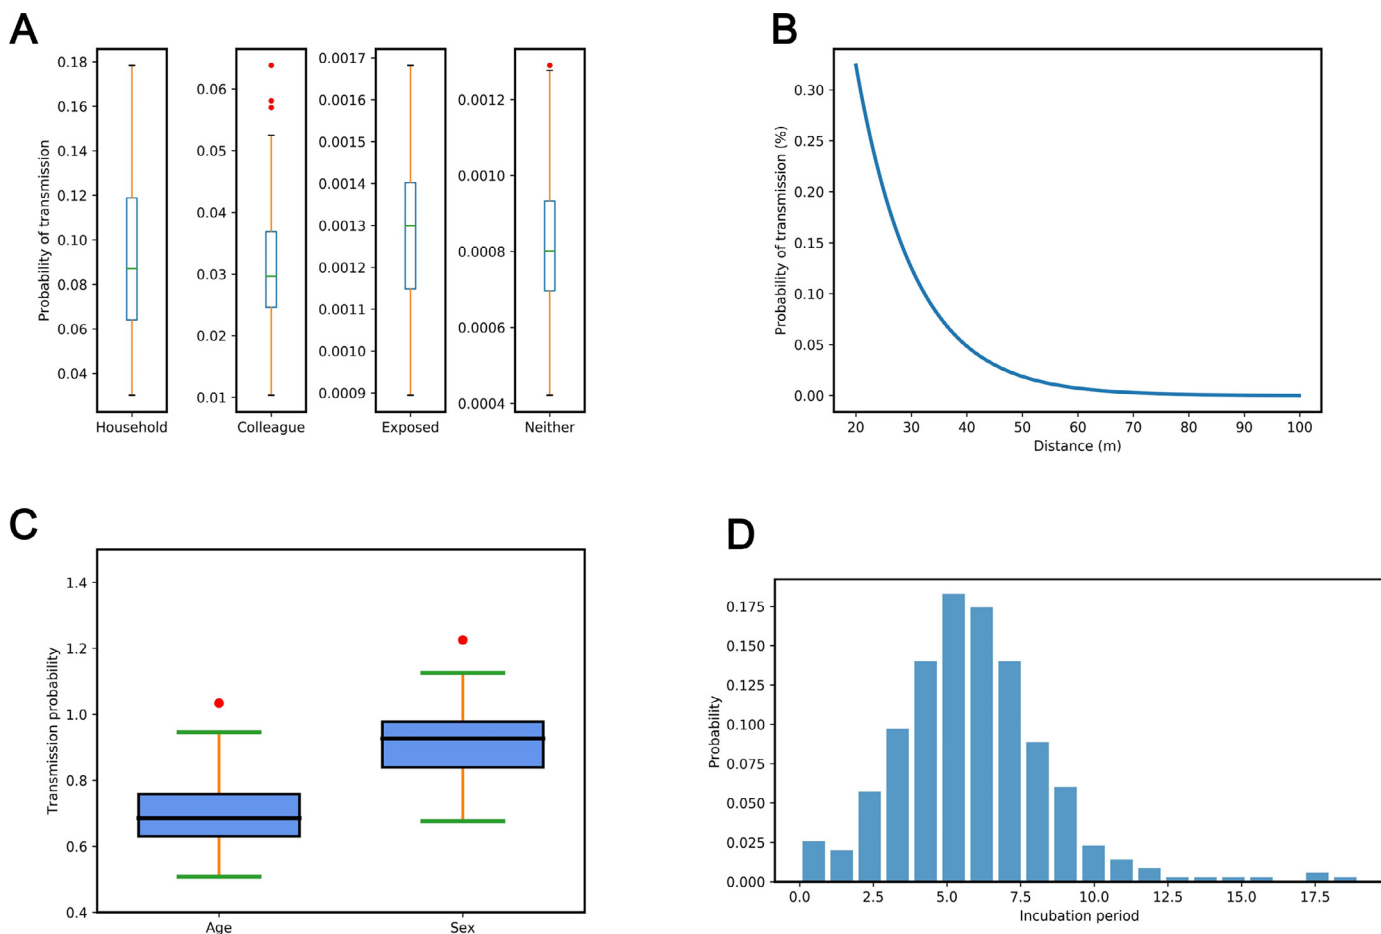 A
Probability of transmission
0.18
0.16
0.14
0.12
0.10
0.08
0.06
0.04
Household
0.06
0.05
0.04
0.03
0.02
0.01
Colleague
0.0017
0.0016
0.0015
0.0014
0.0013
0.0012
0.0011
0.0010
0.0009
Exposed
0.0012
0.0010
0.0008
0.0006
0.0004
Neither
B
Probability of transmission (%)
0.30
0.25
0.20
0.15
0.10
0.05
0.00
20 30 40 50 60 70 80 90 100
Distance (m)
C
Transmission probability
1.4
1.2
1.0
0.8
0.6
0.4
Age Sex
D
Probability
0.175
0.150
0.125
0.100
0.075
0.050
0.025
0.000
0.0 2.5 5.0 7.5 10.0 12.5 15.0 17.5
Incubation period